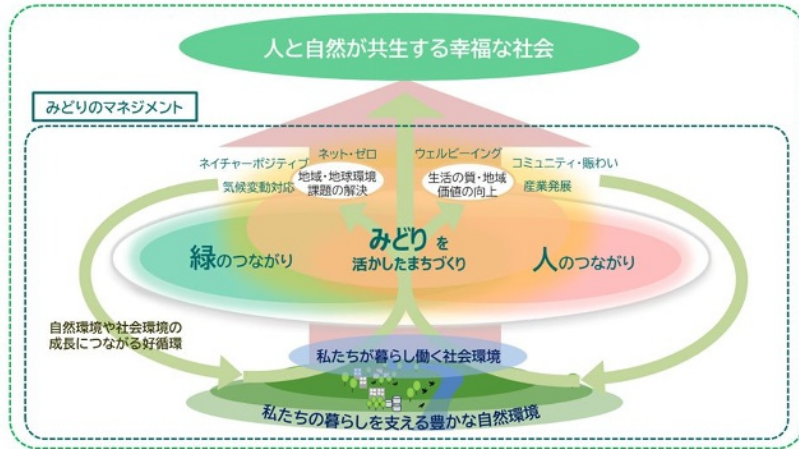 人と自然が共生する幸福な社会
みどりのマネジメント
ネイチャーポジティブ
ネット・ゼロ
気候変動対応
地域・地球環境
課題の解決
ウェルビーイング
コミュニティ・賑わい
生活の質・地域
価値の向上
産業発展
緑のつながり
みどりを
活かしたまちづくり
人のつながり
自然環境や社会環境の
成長につながる好循環
私たちが暮らし働く社会環境
私たちの暮らしを支える豊かな自然環境